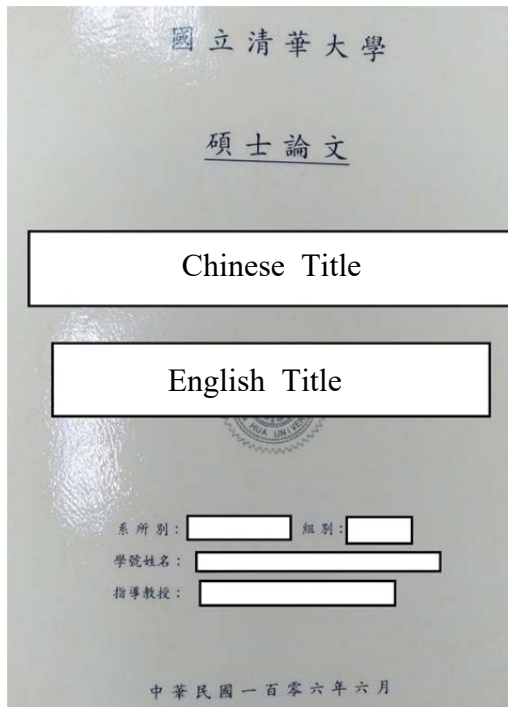 國立清華大學
碩士論文
Chinese Title
English Title
HUA UNIVE
系所別： 組別：
學號姓名：
指導教授：
中華民國一百零六年六月